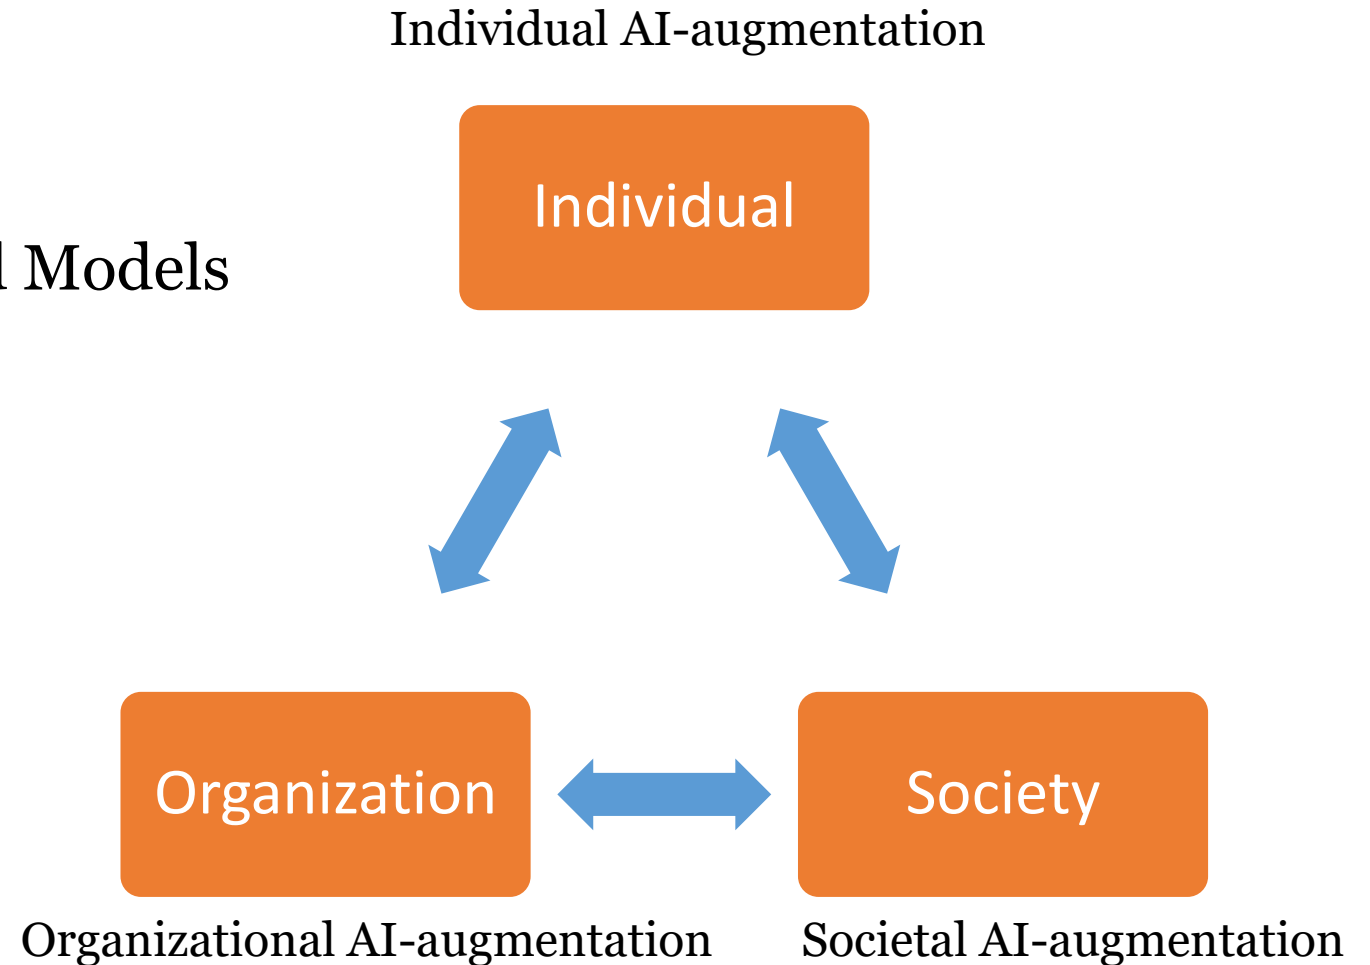 Individual AI-augmentation
Individual
Models
Organization
Society
Organizational AI-augmentation
Societal AI-augmentation